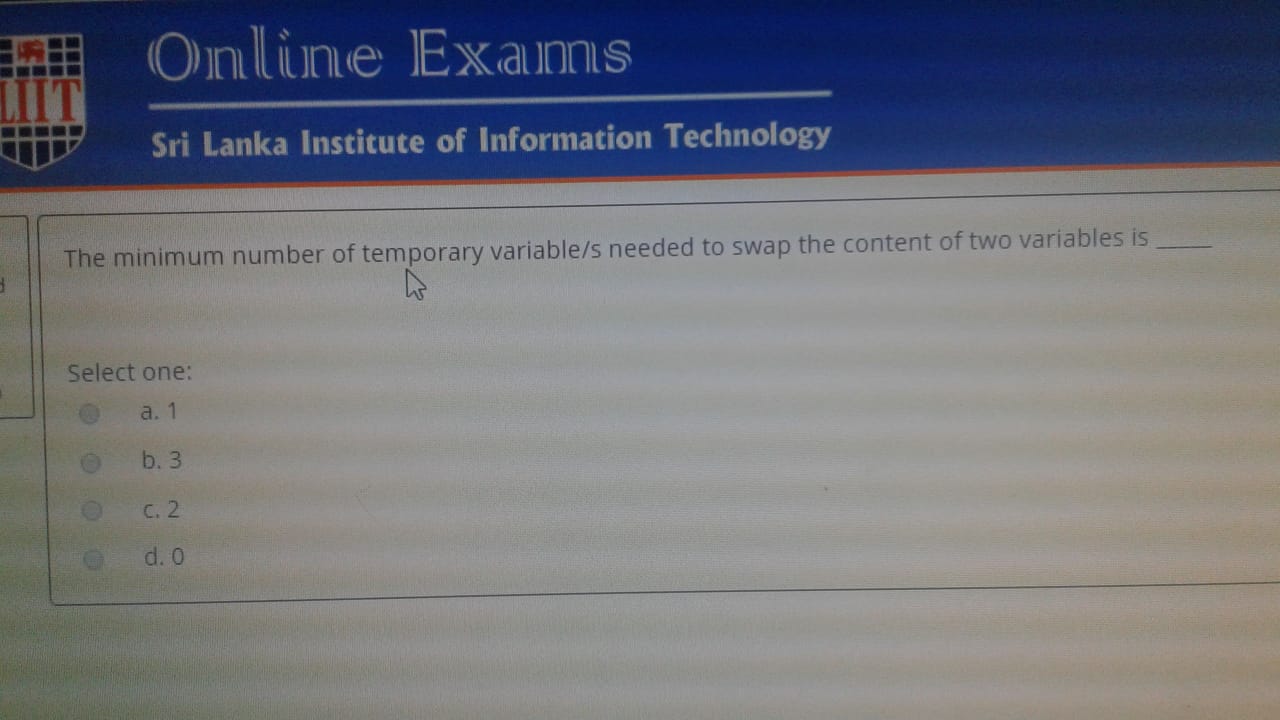 Online Exams
LIIT
Sri Lanka Institute of Information Technology
The minimum number of temporary variable/s needed to swap the content of two variables is _____
Select one:
a. 1
b. 3
c. 2
d. 0